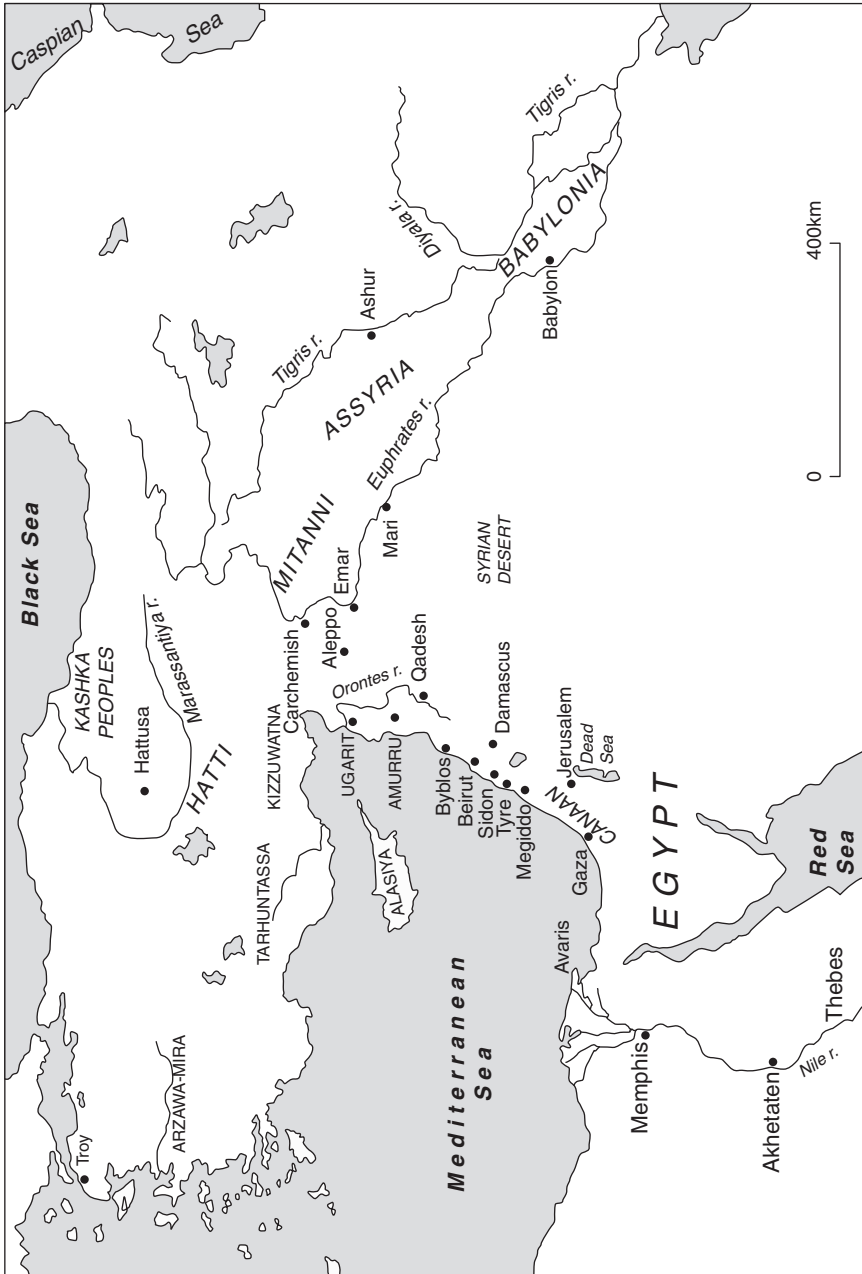 Caspian
Sea
Black Sea
KASHKA
PEOPLES
Marassantiya r.
Hattusa
HATTI
Troy
ARZAWA-MIRA
TARHUNTASSA
KIZZUWATNA
Carchemish
MITANNI
Tigris r.
ASSYRIA
Ashur
Diyala r.
Aleppo
Emar
Euphrates r.
Mari
UGARIT
Orontes r.
AMURRU
Qadesh
ALASIYA
SYRIAN
DESERT
BABYLONIA
Babylon
Tigris r.
Byblos
Beirut
Sidon
Tyre
Megiddo
Damascus
Mediterranean
Sea
CANAAN
Jerusalem
Dead
Sea
Gaza
Avaris
EGYPT
Memphis
Red
Sea
Akhetaten
Nile r.
Thebes
0
400km